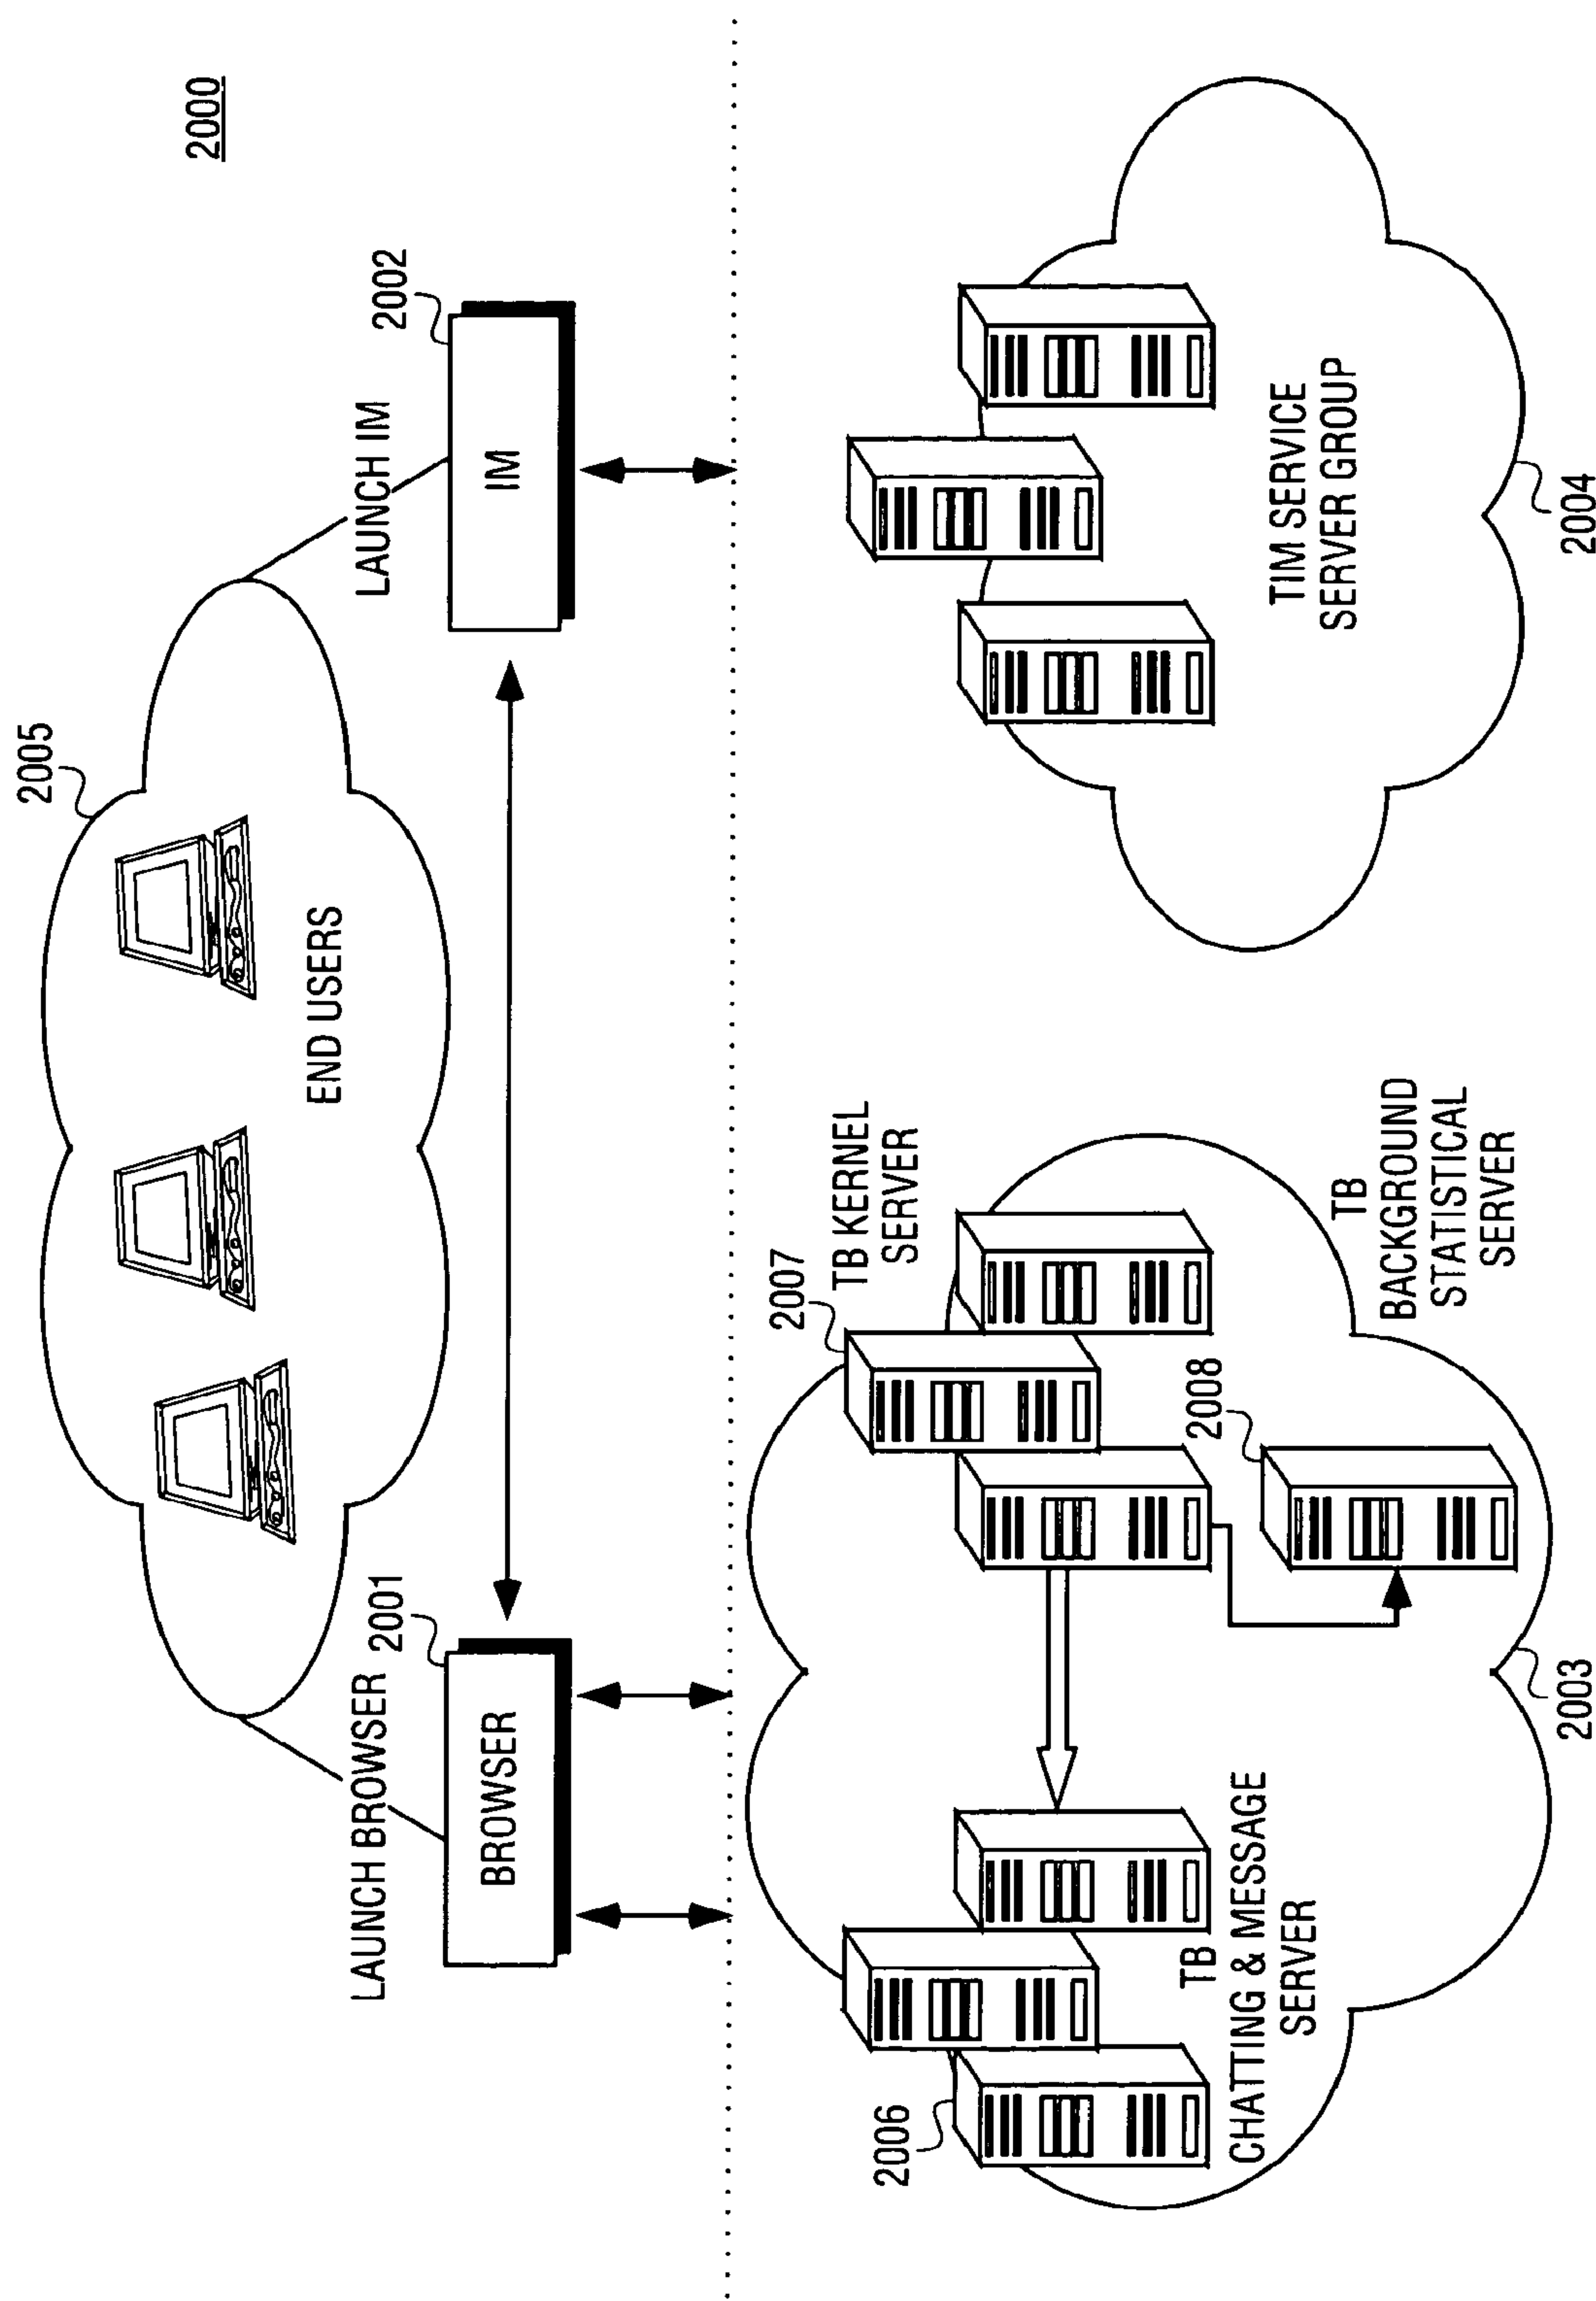 2000
2005
END USERS
LAUNCH BROWSER
2001
BROWSER
LAUNCH IM
2002
IM
2007
TB KERNEL
SERVER
2006
TB
CHATTING & MESSAGE
SERVER
2008
TB
BACKGROUND
STATISTICAL
SERVER
2003
TIM SERVICE
SERVER GROUP
2004